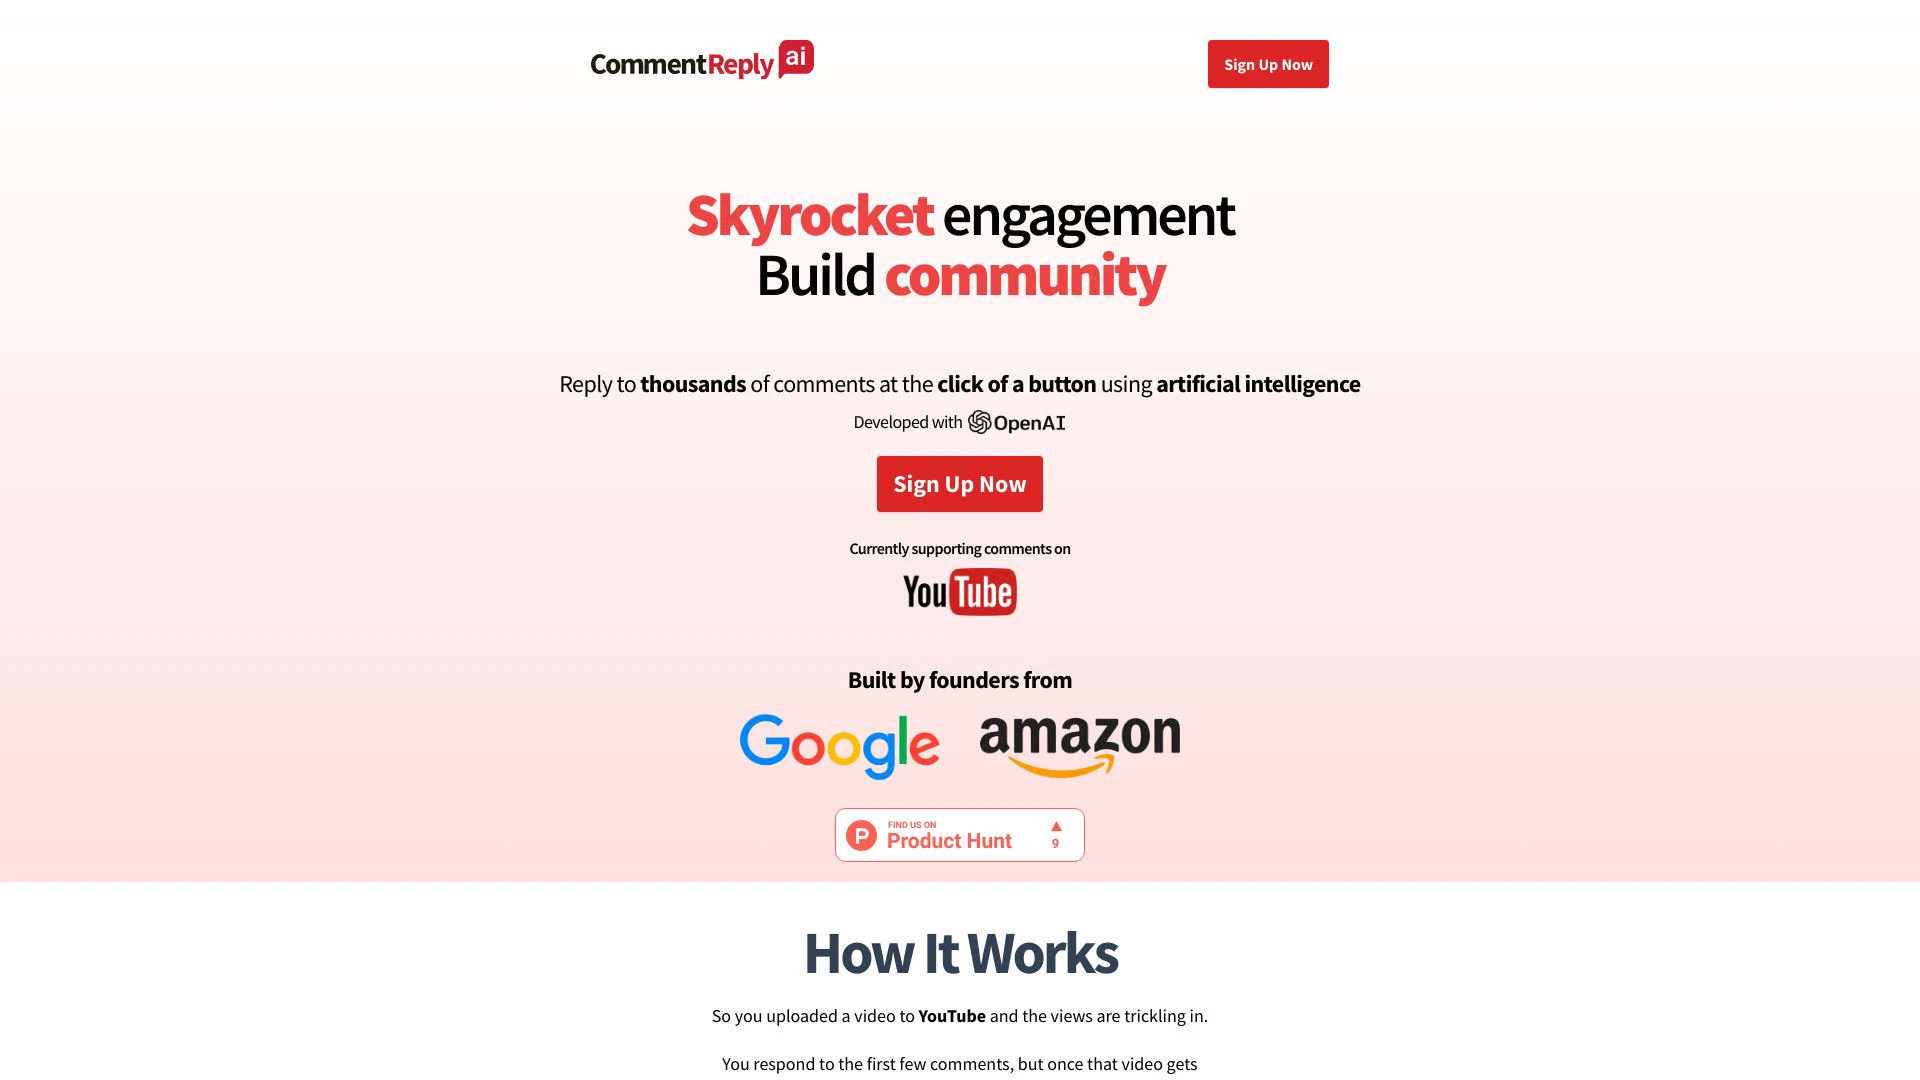 CommentReply ai
Sign Up Now
Skyrocket engagement
Build community
Reply to thousands of comments at the click of a button using artificial intelligence
Developed with OpenAI
Sign Up Now
Currently supporting comments on
YouTube
Built by founders from
Google amazon
P FIND US ON
Product Hunt
9
How It Works
So you uploaded a video to YouTube and the views are trickling in.
You respond to the first few comments, but once that video gets